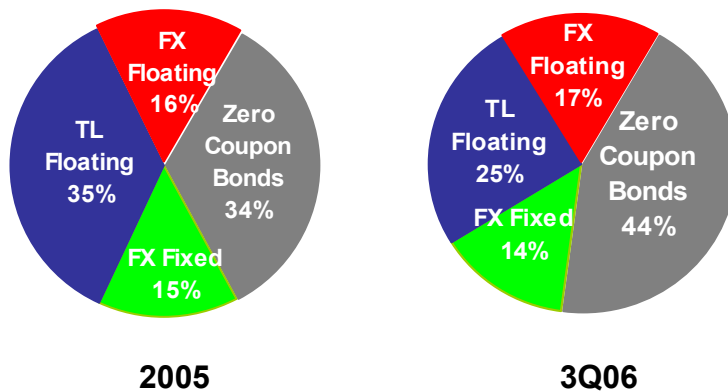 FX
Floating
16%
TL
Floating
35%
Zero
Coupon
Bonds
34%
FX Fixed
15%
2005
FX
Floating
17%
TL
Floating
25%
Zero
Coupon
Bonds
44%
FX Fixed
14%
3Q06